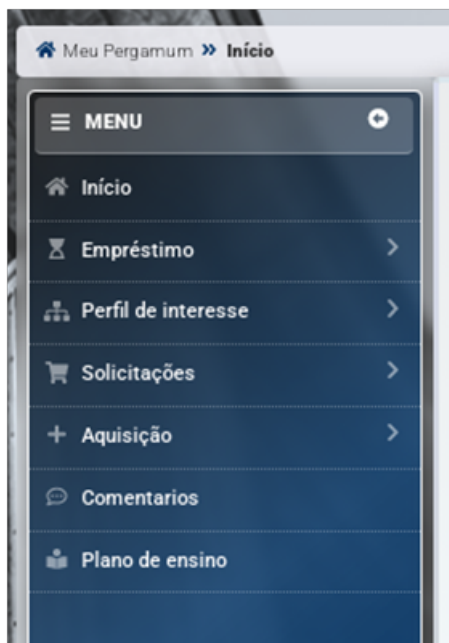 Meu Pergamum » Início
MENU
Início
Empréstimo
Perfil de interesse
Solicitações
Aquisição
Comentarios
Plano de ensino